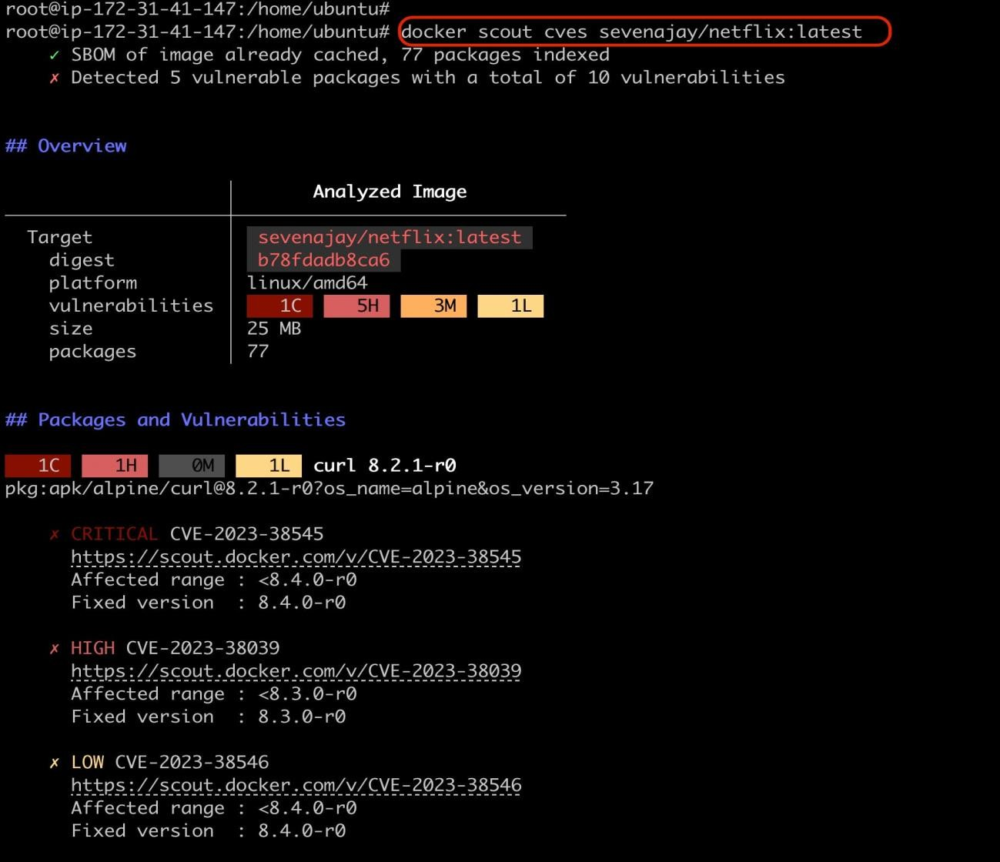 root@ip-172-31-41-147:/home/ubuntu#
root@ip-172-31-41-147:/home/ubuntu# docker scout cves sevenajay/netflix:latest
✓ SBOM of image already cached, 77 packages indexed
✗ Detected 5 vulnerable packages with a total of 10 vulnerabilities
## Overview
Analyzed Image
Target sevenajay/netflix:latest
digest b78fdadb8ca6
platform linux/amd64
vulnerabilities 1C 5H 3M 1L
size 25 MB
packages 77
## Packages and Vulnerabilities
1C 1H 0M 1L curl 8.2.1-r0
pkg:apk/alpine/curl@8.2.1-r0?os_name=alpine&os_version=3.17
✗ CRITICAL CVE-2023-38545
https://scout.docker.com/v/CVE-2023-38545
Affected range : <8.4.0-r0
Fixed version : 8.4.0-r0
✗ HIGH CVE-2023-38039
https://scout.docker.com/v/CVE-2023-38039
Affected range : <8.3.0-r0
Fixed version : 8.3.0-r0
✗ LOW CVE-2023-38546
https://scout.docker.com/v/CVE-2023-38546
Affected range : <8.4.0-r0
Fixed version : 8.4.0-r0